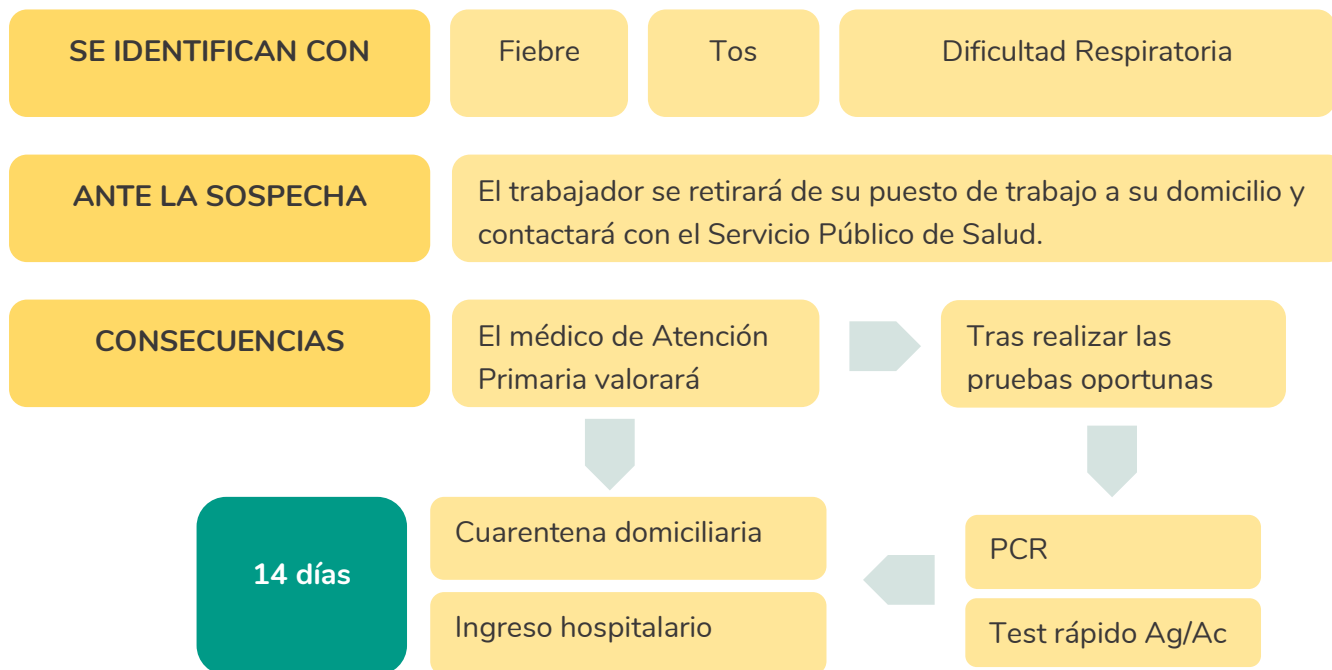 SE IDENTIFICAN CON
Fiebre
Tos
Dificultad Respiratoria
ANTE LA SOSPECHA
El trabajador se retirará de su puesto de trabajo a su domicilio y
contactará con el Servicio Público de Salud.
CONSECUENCIAS
El médico de Atención
Primaria valorará
Tras realizar las
pruebas oportunas
14 días
Cuarentena domiciliaria
Ingreso hospitalario
PCR
Test rápido Ag/Ac